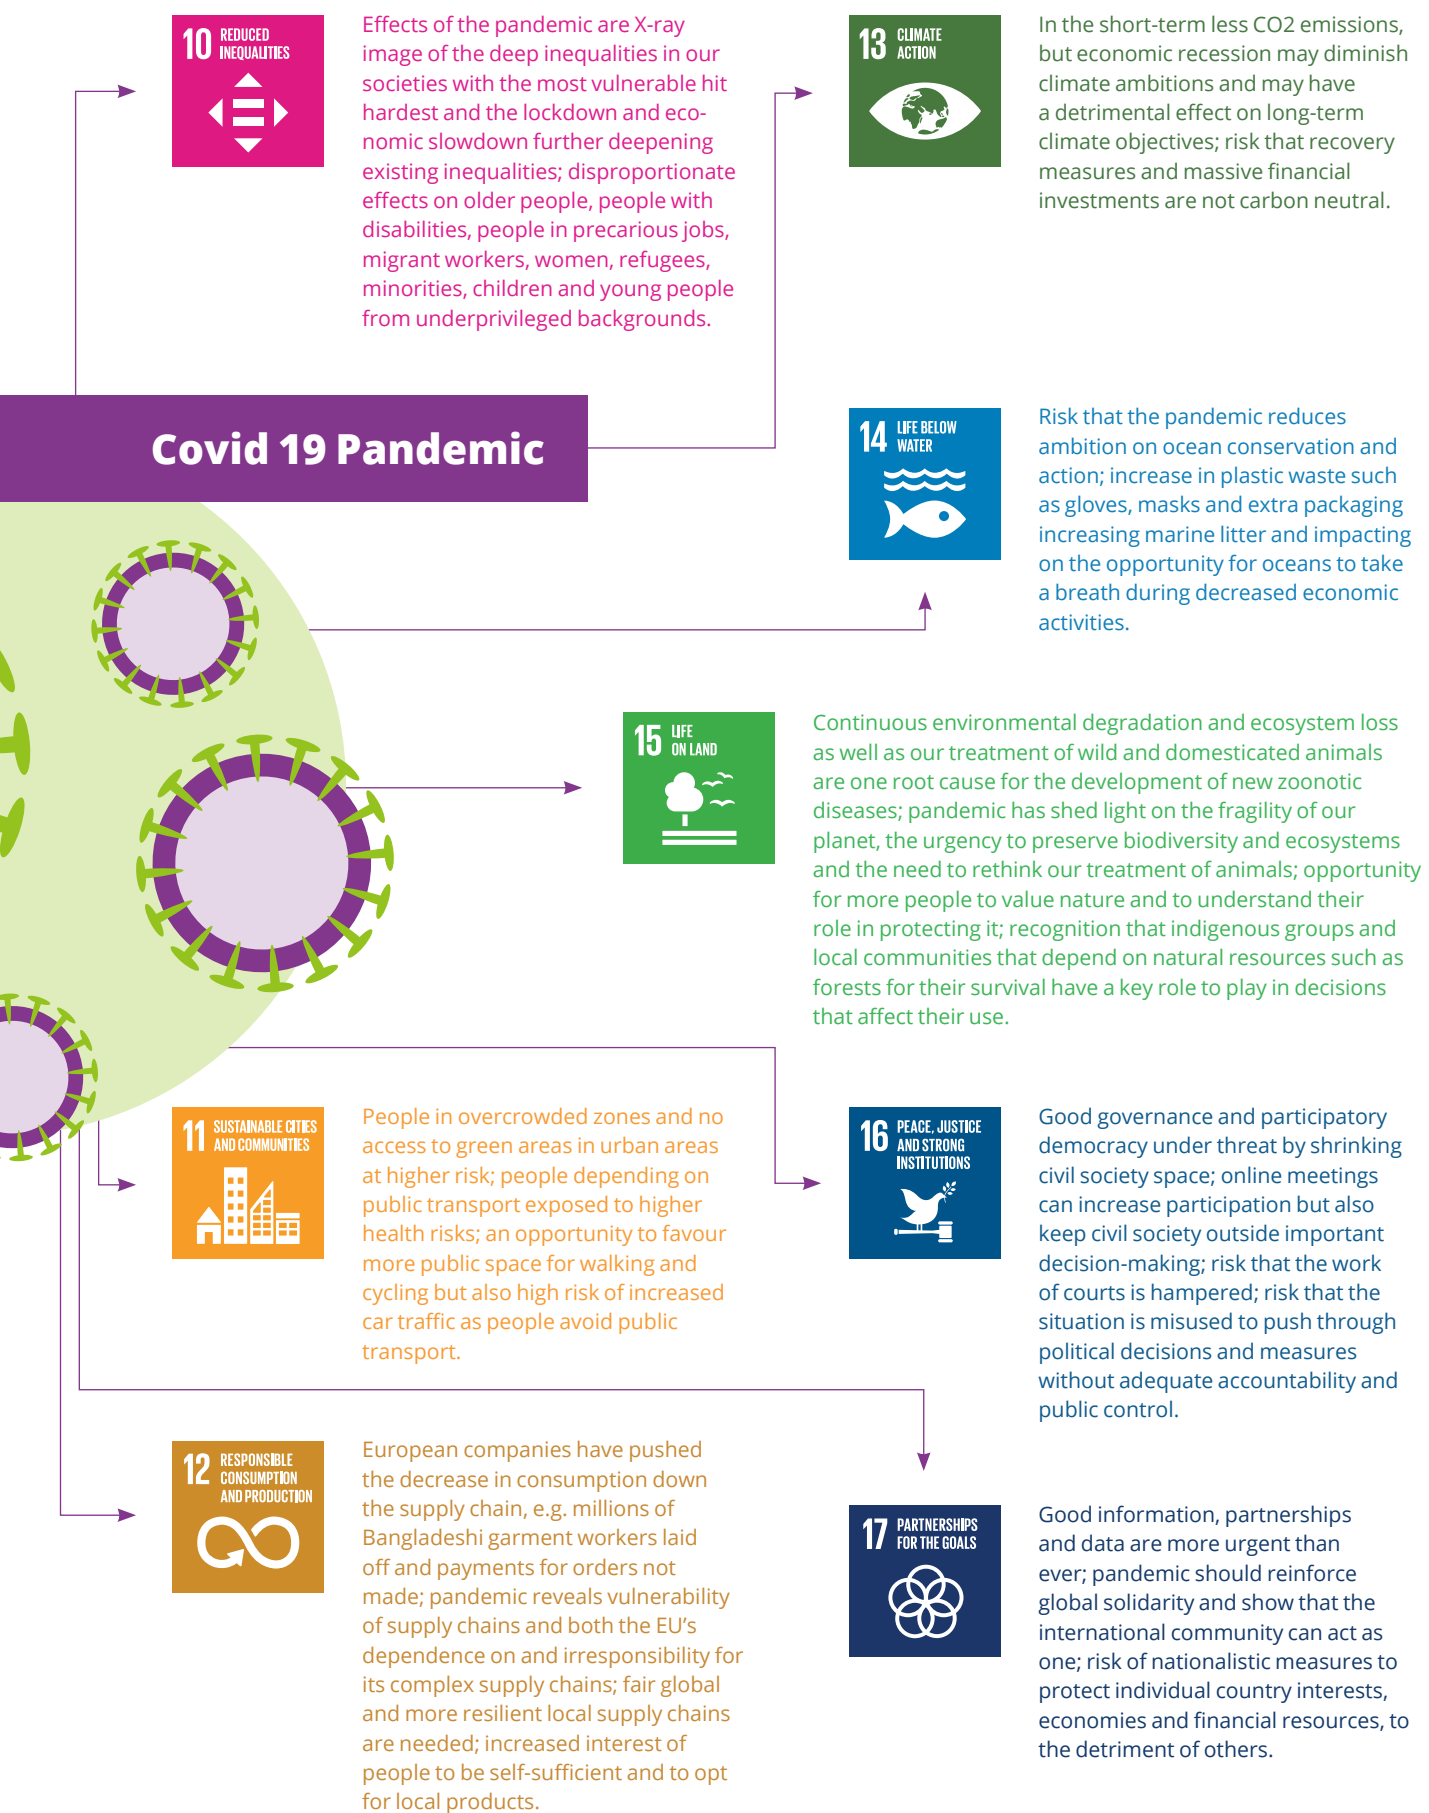 10 REDUCED
INEQUALITIES
Effects of the pandemic are X-ray
image of the deep inequalities in our
societies with the most vulnerable hit
hardest and the lockdown and eco-
nomic slowdown further deepening
existing inequalities; disproportionate
effects on older people, people with
disabilities, people in precarious jobs,
migrant workers, women, refugees,
minorities, children and young people
from underprivileged backgrounds.
13 CLIMATE
ACTION
In the short-term less CO2 emissions,
but economic recession may diminish
climate ambitions and may have
a detrimental effect on long-term
climate objectives; risk that recovery
measures and massive financial
investments are not carbon neutral.
Covid 19 Pandemic
14 LIFE BELOW
WATER
Risk that the pandemic reduces
ambition on ocean conservation and
action; increase in plastic waste such
as gloves, masks and extra packaging
increasing marine litter and impacting
on the opportunity for oceans to take
a breath during decreased economic
activities.
15 LIFE
ON LAND
Continuous environmental degradation and ecosystem loss
as well as our treatment of wild and domesticated animals
are one root cause for the development of new zoonotic
diseases; pandemic has shed light on the fragility of our
planet, the urgency to preserve biodiversity and ecosystems
and the need to rethink our treatment of animals; opportunity
for more people to value nature and to understand their
role in protecting it; recognition that indigenous groups and
local communities that depend on natural resources such as
forests for their survival have a key role to play in decisions
that affect their use.
11 SUSTAINABLE CITIES
AND COMMUNITIES
People in overcrowded zones and no
access to green areas in urban areas
at higher risk; people depending on
public transport exposed to higher
health risks; an opportunity to favour
more public space for walking and
cycling but also high risk of increased
car traffic as people avoid public
transport.
16 PEACE, JUSTICE
AND STRONG
INSTITUTIONS
Good governance and participatory
democracy under threat by shrinking
civil society space; online meetings
can increase participation but also
keep civil society outside important
decision-making; risk that the work
of courts is hampered; risk that the
situation is misused to push through
political decisions and measures
without adequate accountability and
public control.
12 RESPONSIBLE
CONSUMPTION
AND PRODUCTION
European companies have pushed
the decrease in consumption down
the supply chain, e.g. millions of
Bangladeshi garment workers laid
off and payments for orders not
made; pandemic reveals vulnerability
of supply chains and both the EU's
dependence on and irresponsibility for
its complex supply chains; fair global
and more resilient local supply chains
are needed; increased interest of
people to be self-sufficient and to opt
for local products.
17 PARTNERSHIPS
FOR THE GOALS
Good information, partnerships
and data are more urgent than
ever; pandemic should reinforce
global solidarity and show that the
international community can act as
one; risk of nationalistic measures to
protect individual country interests,
economies and financial resources, to
the detriment of others.